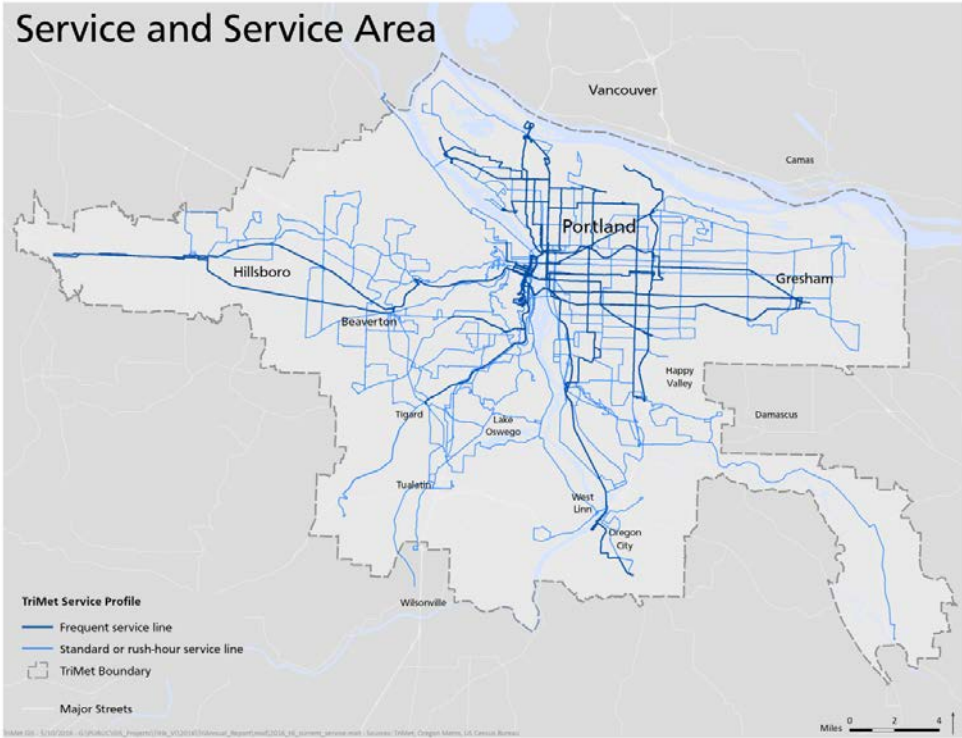 Service and Service Area
Vancouver
Camas
Portland
Hillsboro
Gresham
Beaverton
Happy
Valley
Tigard
Lake
Oswego
Damascus
Tualatin
West
Linn
Oregon
City
Wilsonville
TriMet Service Profile
Frequent service line
Standard or rush-hour service line
TriMet Boundary
Major Streets
Miles 0 2 4